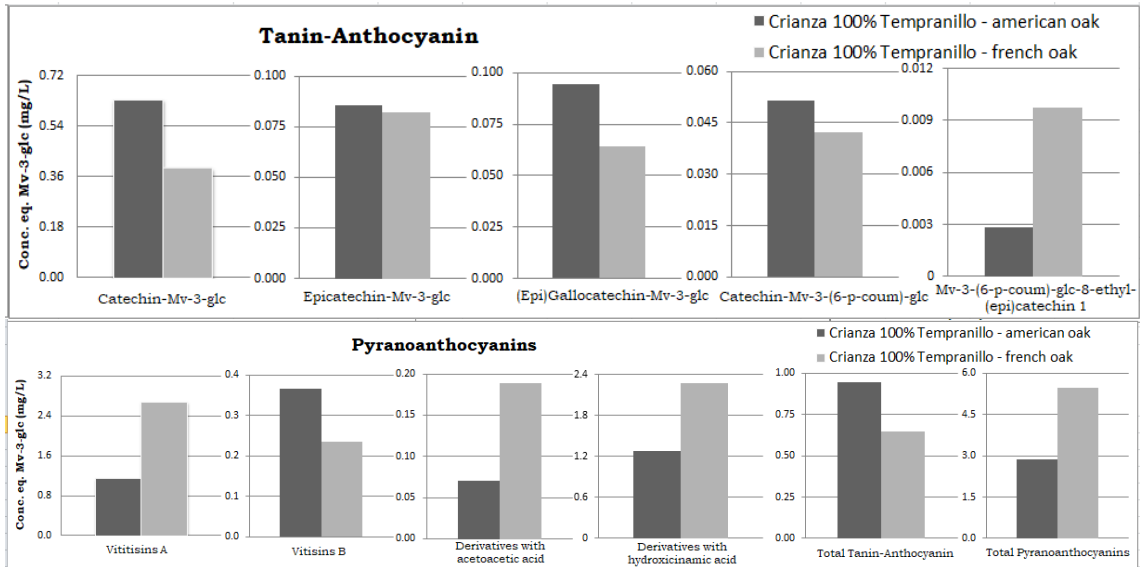 Tanin-Anthocyanin
Crianza 100% Tempranillo - american oak
Crianza 100% Tempranillo - french oak
Conc. eq. Mv-3-glc (mg/L)
0.72
0.54
0.36
0.18
0.00
Catechin-Mv-3-glc
0.100
0.075
0.050
0.025
0.000
Epicatechin-Mv-3-glc
0.100
0.075
0.050
0.025
0.000
(Epi)Gallocatechin-Mv-3-glc
0.060
0.045
0.030
0.015
0.000
Catechin-Mv-3-(6-p-coum)-glc
0.012
0.009
0.006
0.003
0
Mv-3-(6-p-coum)-glc-8-ethyl-
(epi)catechin 1
Pyranoanthocyanins
Crianza 100% Tempranillo - american oak
Crianza 100% Tempranillo - french oak
Conc. eq. Mv-3-glc (mg/L)
3.2
2.4
1.6
0.8
0.0
Vititisins A
0.4
0.3
0.2
0.1
0.0
Vitisins B
0.20
0.15
0.10
0.05
0.00
Derivatives with
acetoacetic acid
2.4
1.8
1.2
0.6
0
Derivatives with
hydroxicinamic acid
1.00
0.75
0.50
0.25
0.00
Total Tanin-Anthocyanin
6.0
4.5
3.0
1.5
0.0
Total Pyranoanthocyanins